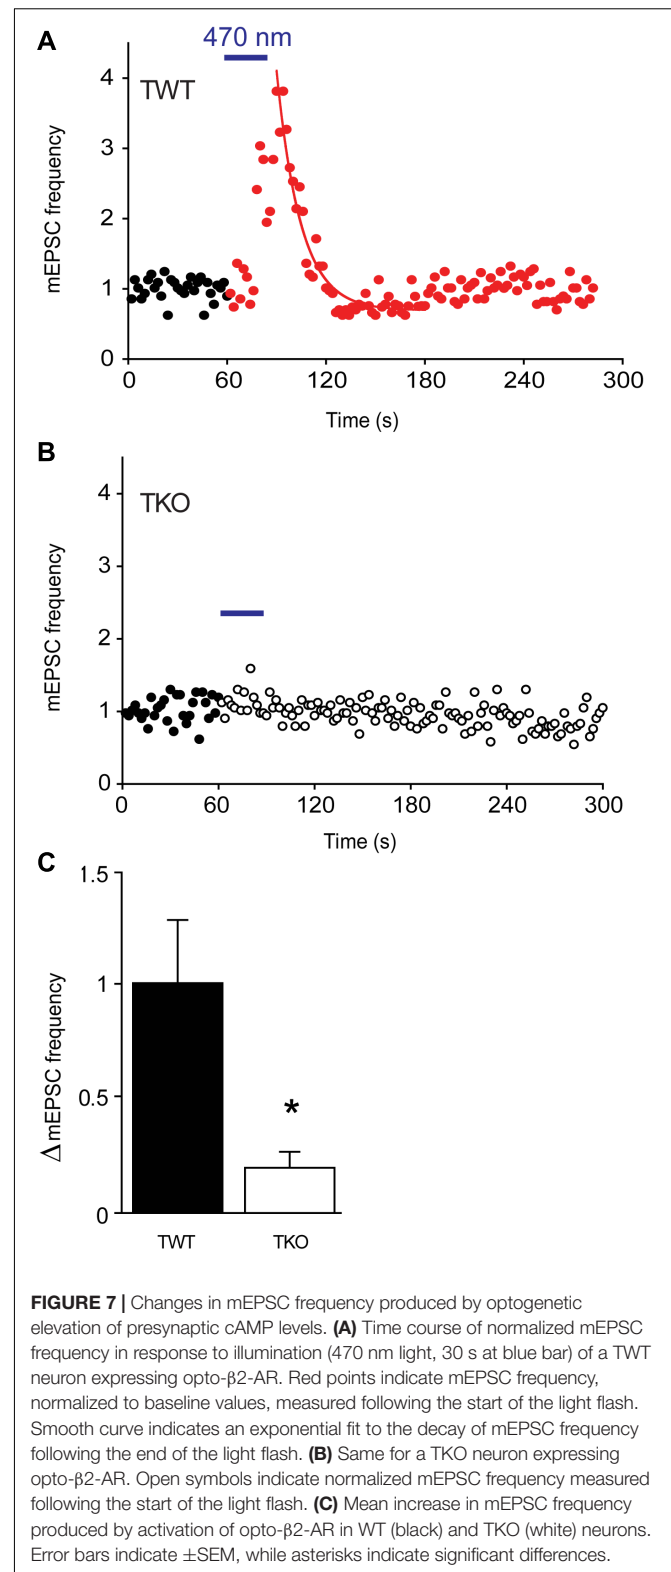 A
470 nm
TWT
mEPSC frequency
4
3
2
1
0
0 60 120 180 240 300
Time (s)
B
TKO
mEPSC frequency
4
3
2
1
0
0 60 120 180 240 300
Time (s)
C
Δ mEPSC frequency
1.5
1
0.5
0
*
TWT TKO
FIGURE 7 | Changes in mEPSC frequency produced by optogenetic
elevation of presynaptic cAMP levels. (A) Time course of normalized mEPSC
frequency in response to illumination (470 nm light, 30 s at blue bar) of a TWT
neuron expressing opto-β2-AR. Red points indicate mEPSC frequency,
normalized to baseline values, measured following the start of the light flash.
Smooth curve indicates an exponential fit to the decay of mEPSC frequency
following the end of the light flash. (B) Same for a TKO neuron expressing
opto-β2-AR. Open symbols indicate normalized mEPSC frequency measured
following the start of the light flash. (C) Mean increase in mEPSC frequency
produced by activation of opto-β2-AR in WT (black) and TKO (white) neurons.
Error bars indicate ±SEM, while asterisks indicate significant differences.